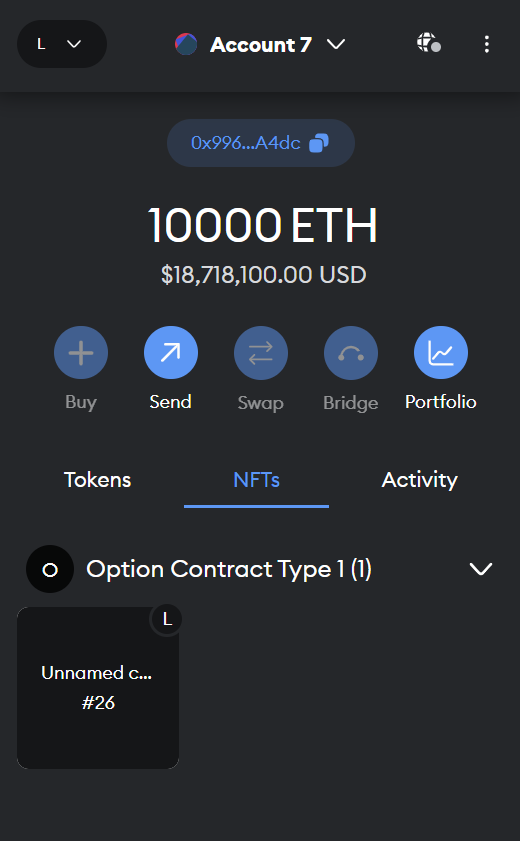 L
Account 7
0x996...A4dc
10000 ETH
$18,718,100.00 USD
Buy Send Swap Bridge Portfolio
Tokens NFTs Activity
O Option Contract Type 1 (1)
L
Unnamed c...
#26